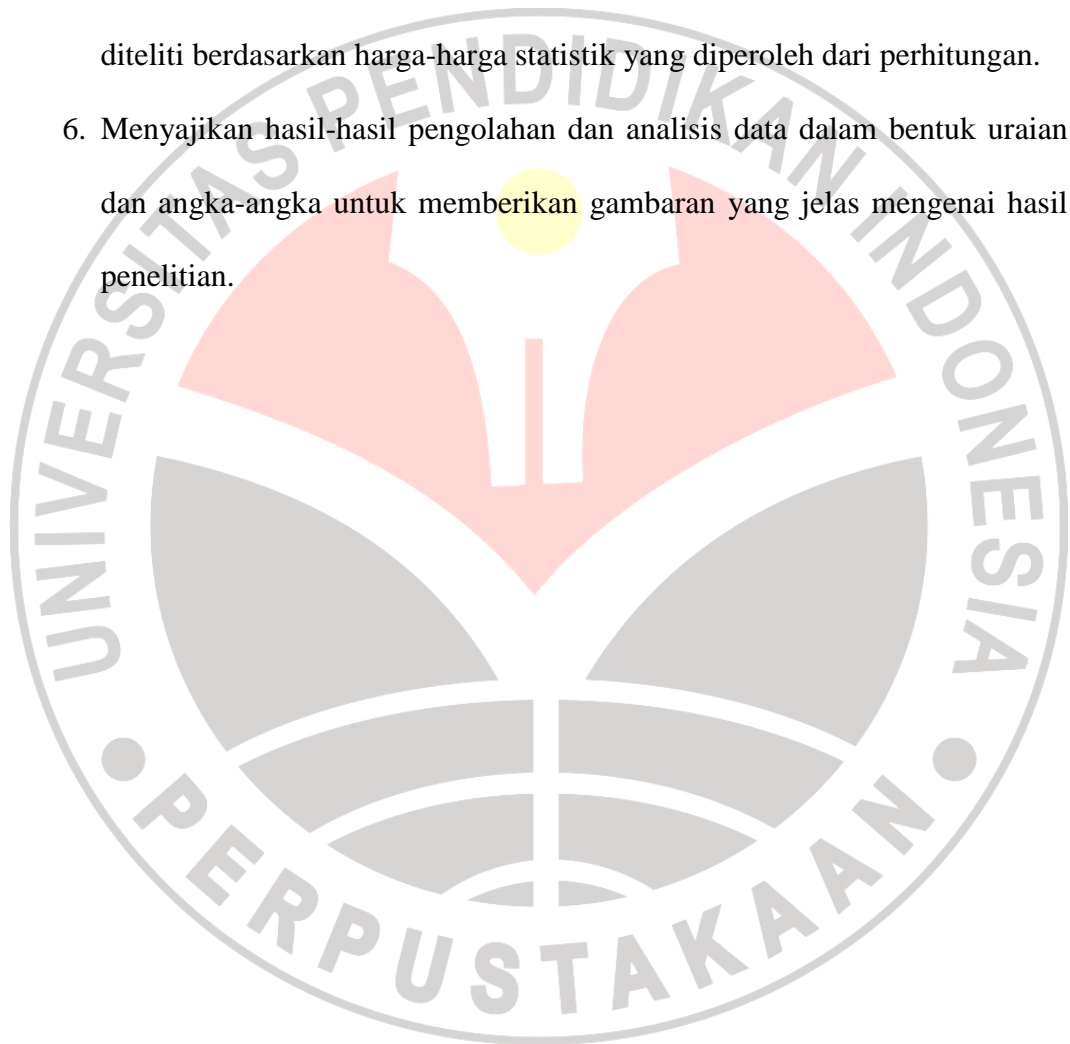 diteliti berdasarkan harga-harga statistik yang diperoleh dari perhitungan.
6. Menyajikan hasil-hasil pengolahan dan analisis data dalam bentuk uraian
dan angka-angka untuk memberikan gambaran yang jelas mengenai hasil
penelitian.
UNIVERSITAS PENDIDIKAN INDONESIA
PERPUSTAKAAN